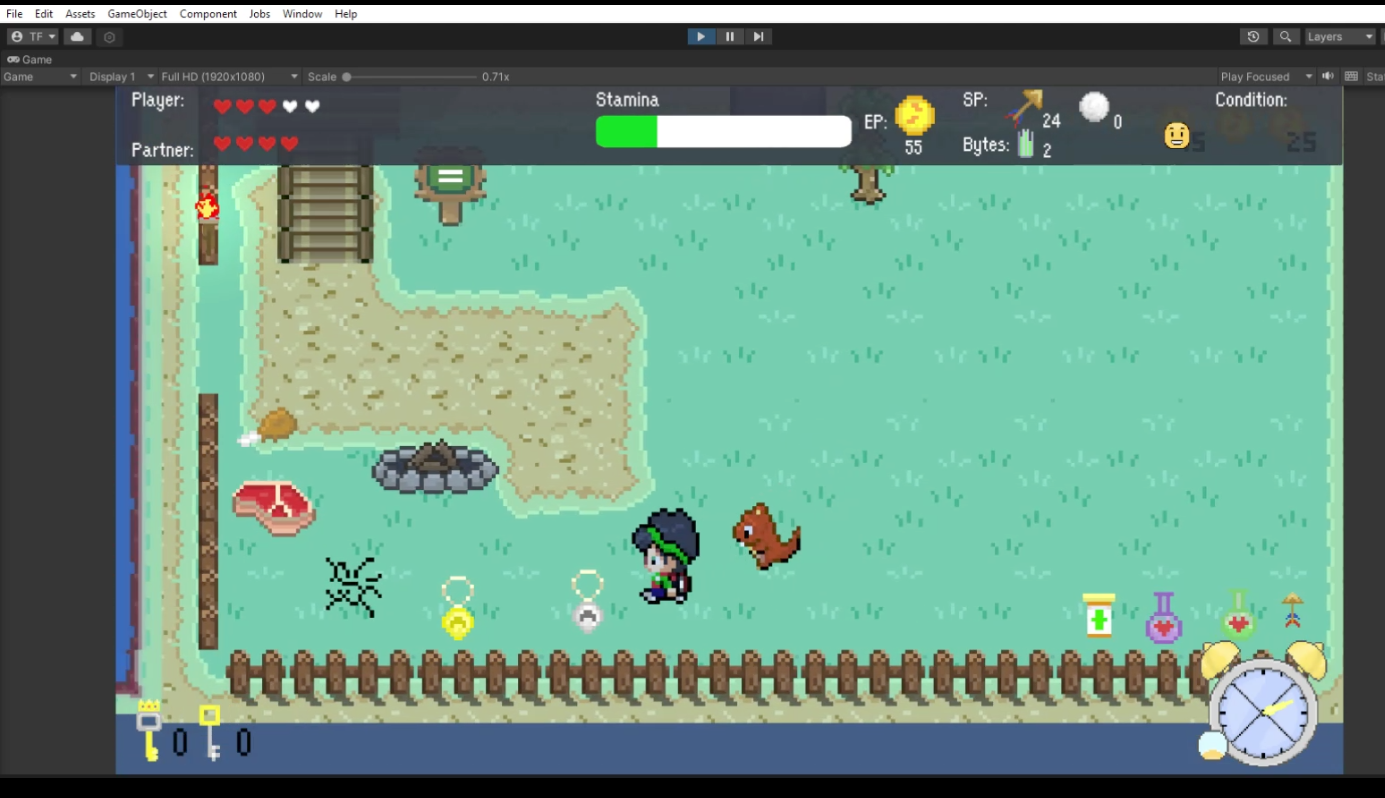 File Edit Assets GameObject Component Jobs Window Help
TF Layers
Game
Game Display 1 Full HD (1920x1080) Scale 0.71x Play Focused
Player: Stamina SP: Condition:
EP: 24 0
55 Bytes: 2 25
Partner:
0 0